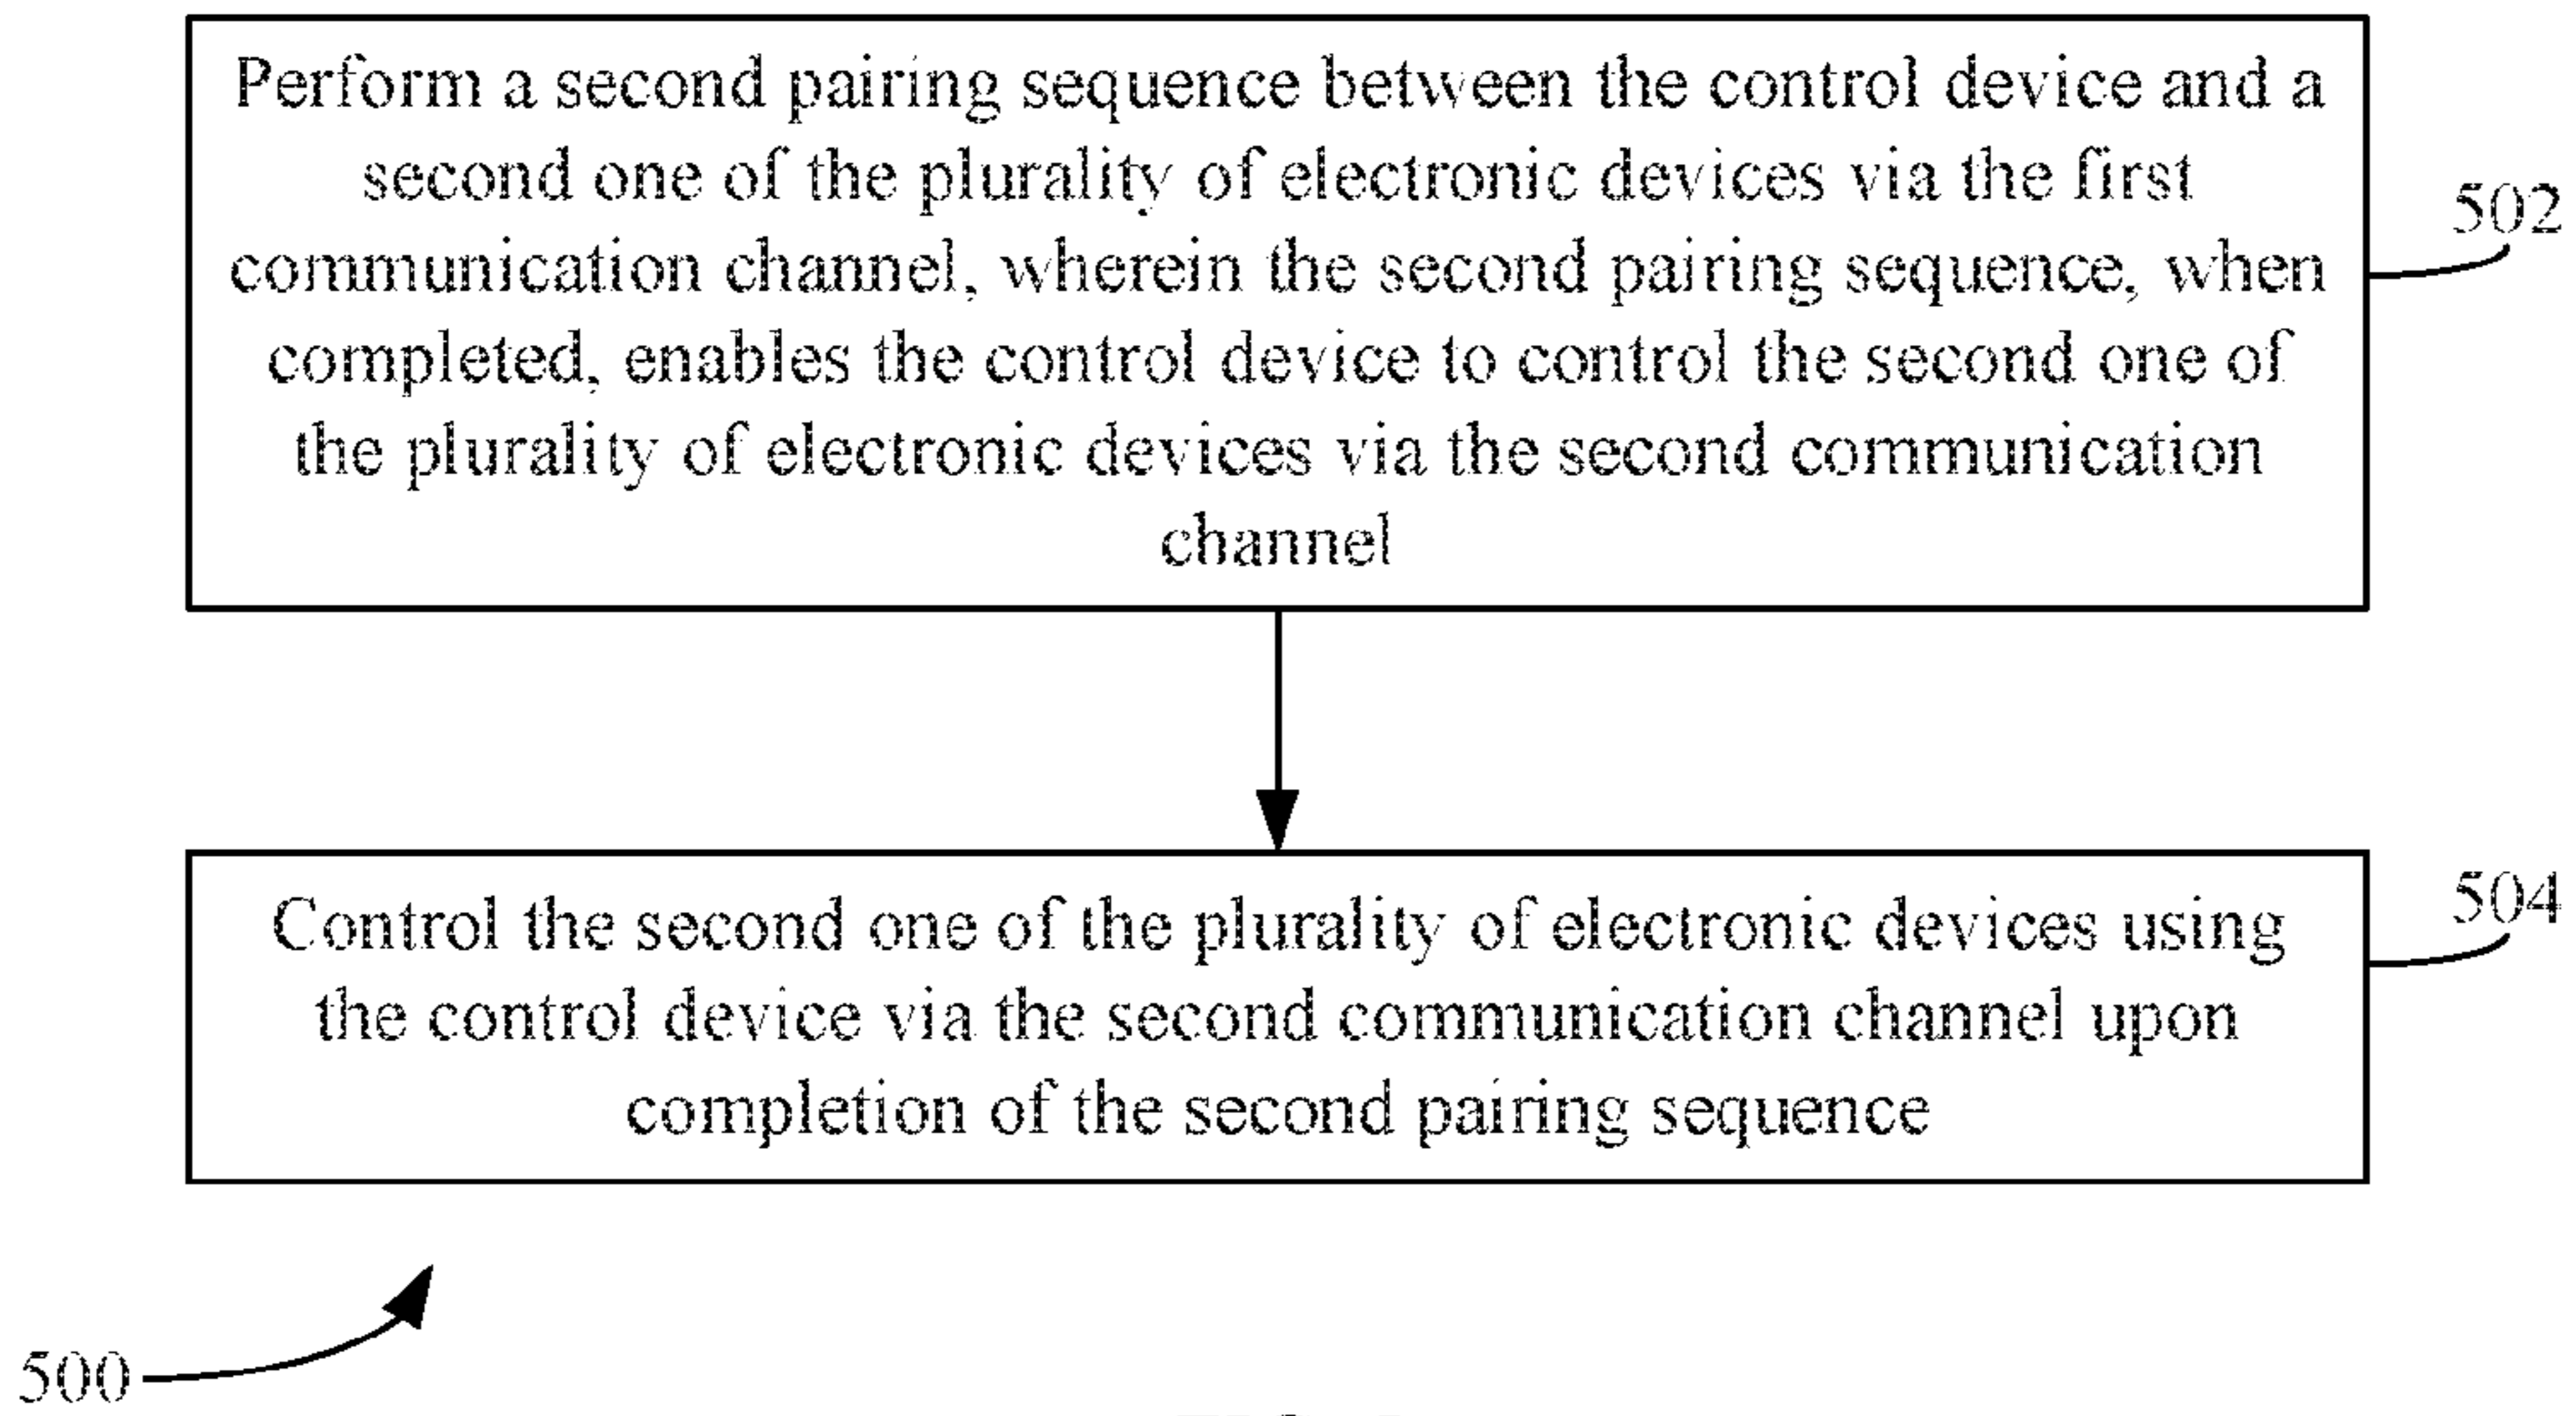 Perform a second pairing sequence between the control device and a
second one of the plurality of electronic devices via the first
communication channel, wherein the second pairing sequence, when
completed, enables the control device to control the second one of
the plurality of electronic devices via the second communication
channel
502
Control the second one of the plurality of electronic devices using
the control device via the second communication channel upon
completion of the second pairing sequence
504
500